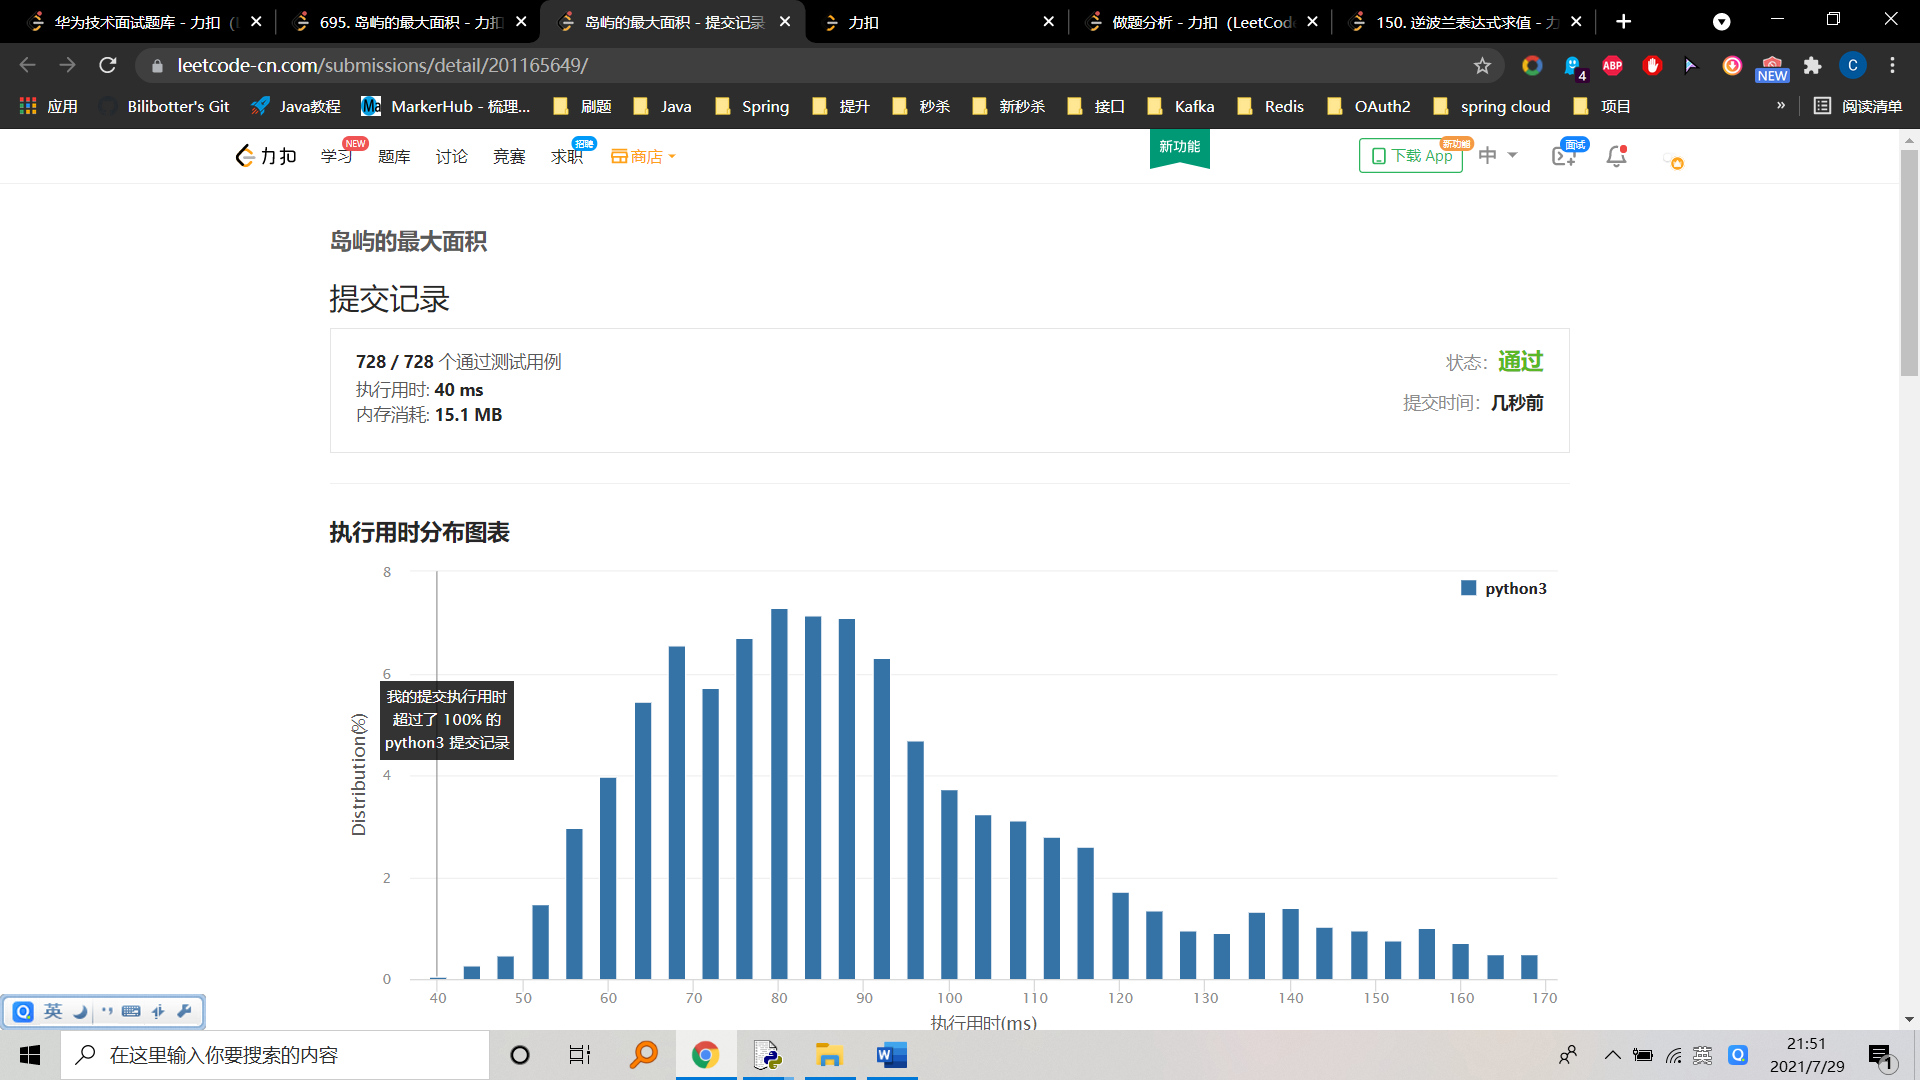 华为技术面试题库 - 力扣（
695. 岛屿的最大面积 - 力扣
岛屿的最大面积 - 提交记录
力扣
做题分析 - 力扣（LeetCod
150. 逆波兰表达式求值 - 力
leetcode-cn.com/submissions/detail/201165649/
ABP
4
NEW
C
应用
Bilibotter's Git
Java教程
Ma
MarkerHub - 梳理...
刷题
Java
Spring
提升
秒杀
新秒杀
接口
Kafka
Redis
OAuth2
spring cloud
项目
»
阅读清单
力扣
学习
NEW
题库
讨论
竞赛
求职
招聘
商店
新功能
下载 App
新功能
中
面试
岛屿的最大面积
提交记录
728 / 728 个通过测试用例
状态： 通过
执行用时: 40 ms
提交时间： 几秒前
内存消耗: 15.1 MB
执行用时分布图表
8
6
4
2
0
Distribution(%)
python3
我的提交执行用时
超过了 100% 的
python3 提交记录
40 50 60 70 80 90 100 110 120 130 140 150 160 170
执行用时(ms)
英
在这里输入你要搜索的内容
英
21:51
2021/7/29
1